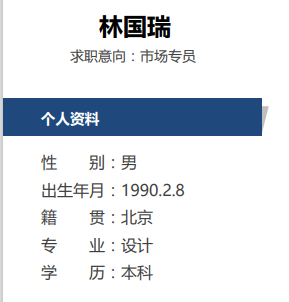 林国瑞
求职意向：市场专员
个人资料
性　　别：男
出生年月：1990.2.8
籍　　贯：北京
专　　业：设计
学　　历：本科